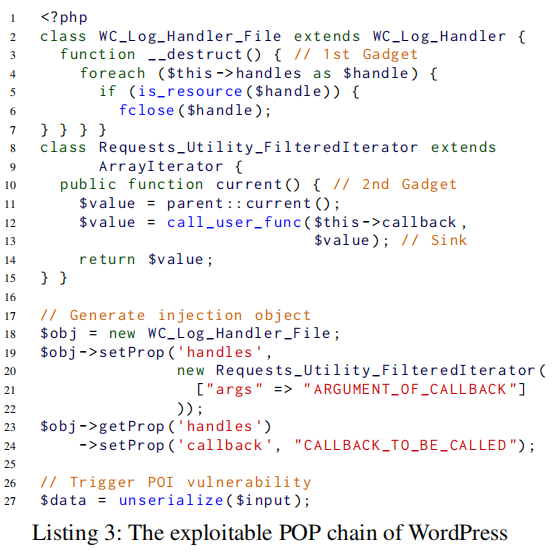 1 <?php
2 class WC_Log_Handler_File extends WC_Log_Handler {
3 function __destruct() { // 1st Gadget
4 foreach ($this->handles as $handle) {
5 if (is_resource($handle)) {
6 fclose($handle);
7 } } } }
8 class Requests_Utility_FilteredIterator extends
9 ArrayIterator {
10 public function current() { // 2nd Gadget
11 $value = parent::current();
12 $value = call_user_func($this->callback,
13 $value); // Sink
14 return $value;
15 } }
16
17 // Generate injection object
18 $obj = new WC_Log_Handler_File;
19 $obj->setProp('handles',
20 new Requests_Utility_FilteredIterator(
21 ["args" => "ARGUMENT_OF_CALLBACK"]
22 ));
23 $obj->getProp('handles')
24 ->setProp('callback', "CALLBACK_TO_BE_CALLED");
25
26 // Trigger POI vulnerability
27 $data = unserialize($input);
Listing 3: The exploitable POP chain of WordPress